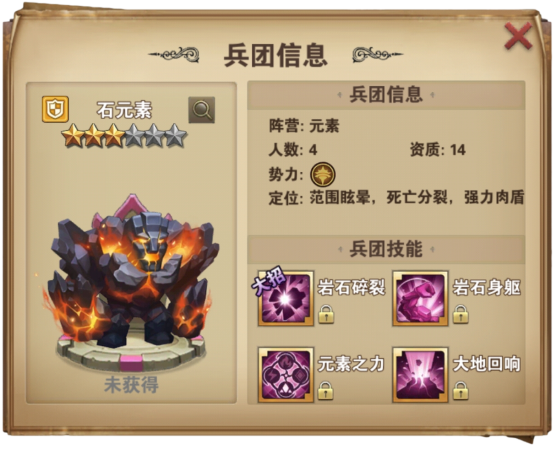 兵团信息
石元素
未获得
兵团信息
阵营: 元素
人数: 4 资质: 14
势力:
定位: 范围眩晕，死亡分裂，强力肉盾
兵团技能
大招
岩石碎裂 岩石身躯
元素之力 大地回响